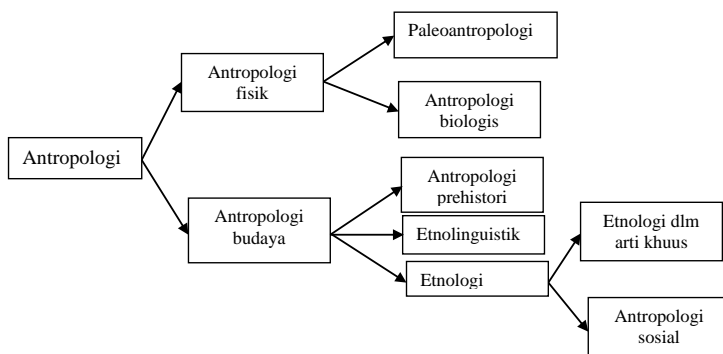 Paleoantropologi
Antropologi
fisik
Antropologi
biologis
Antropologi
Antropologi
prehistori
Antropologi
budaya
Etnolinguistik
Etnologi
Etnologi dlm
arti khuus
Antropologi
sosial